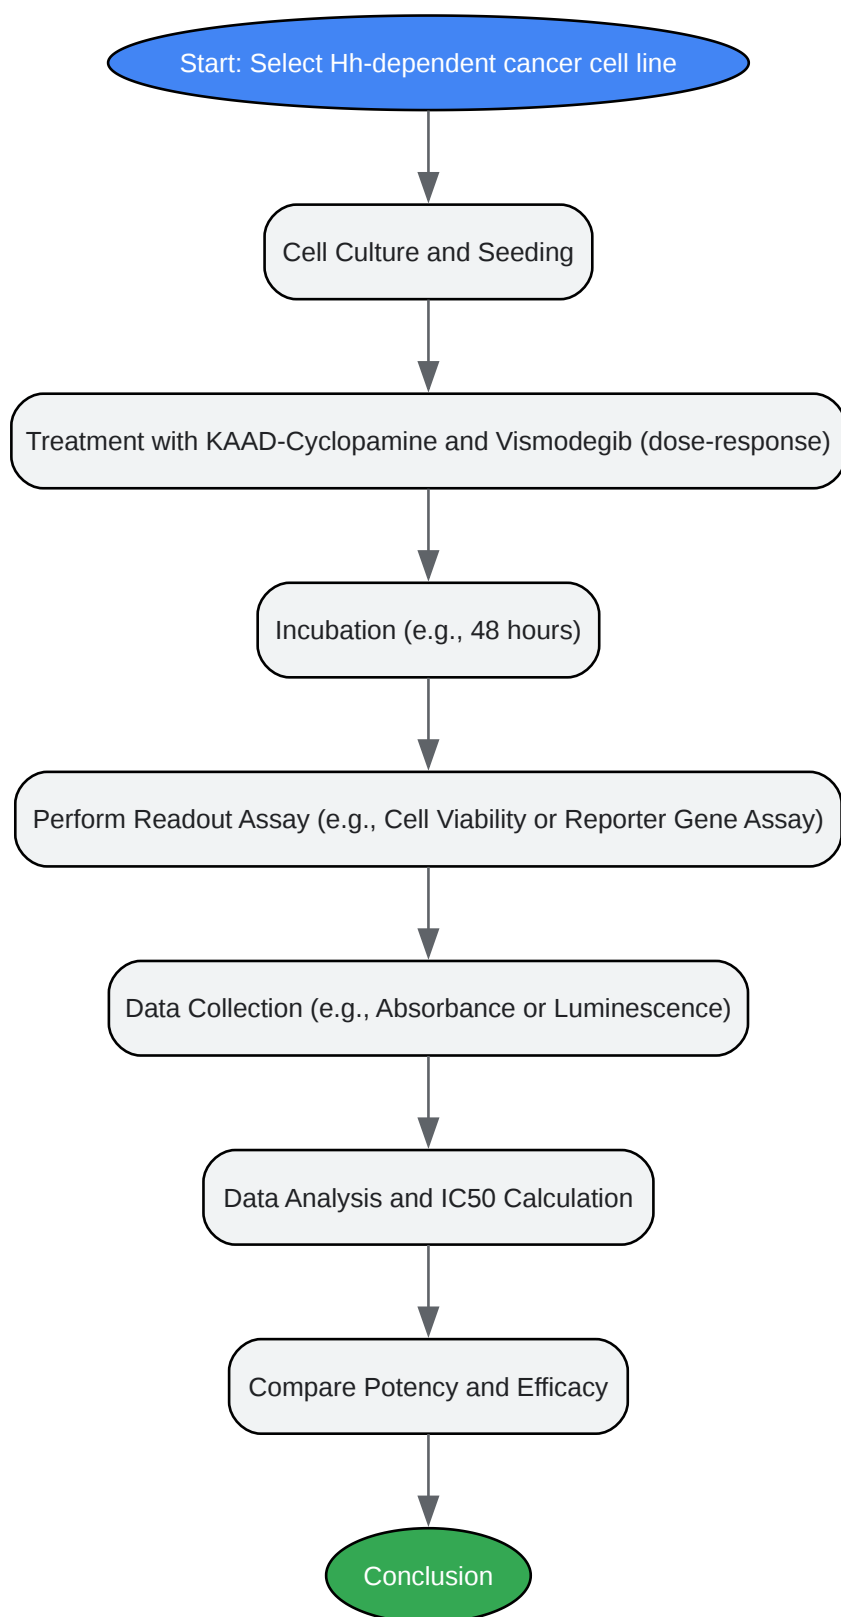 Start: Select Hh-dependent cancer cell line
Cell Culture and Seeding
Treatment with KAAD-Cyclopamine and Vismodegib (dose-response)
Incubation (e.g., 48 hours)
Perform Readout Assay (e.g., Cell Viability or Reporter Gene Assay)
Data Collection (e.g., Absorbance or Luminescence)
Data Analysis and IC50 Calculation
Compare Potency and Efficacy
Conclusion